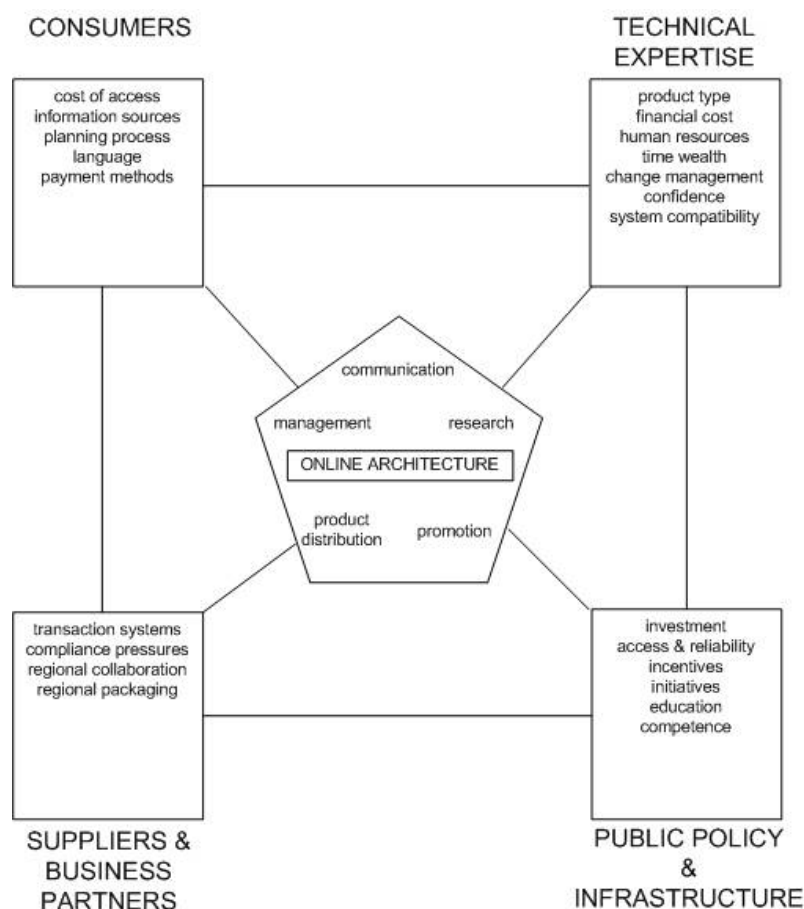 CONSUMERS
TECHNICAL
EXPERTISE
cost of access
information sources
planning process
language
payment methods
product type
financial cost
human resources
time wealth
change management
confidence
system compatibility
communication
management
research
ONLINE ARCHITECTURE
product
distribution
promotion
transaction systems
compliance pressures
regional collaboration
regional packaging
investment
access & reliability
incentives
initiatives
education
competence
SUPPLIERS &
BUSINESS
PARTNERS
PUBLIC POLICY
&
INFRASTRUCTURE